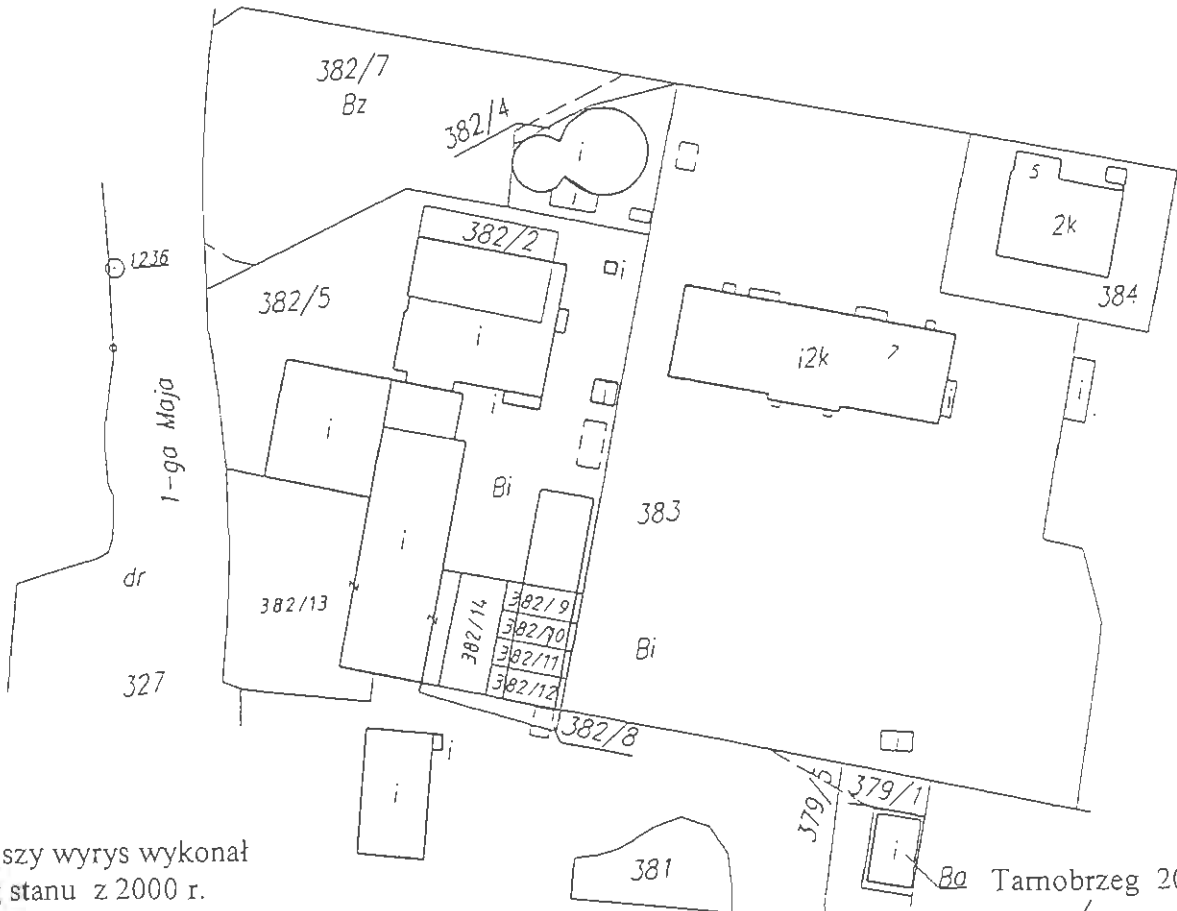 382/7
Bz
382/4
i
i
5
2k
384
382/2
i
1236
382/5
i
i2k
7
i
i
i
i
i
1-ga Maja
i
Bi
383
i
dr
382/13
382/14
382/9
382/10
382/11
382/12
Bi
327
382/8
i
i
i
379/5
379/1
i
381
szy wyrys wykonał
stanu z 2000 r.
Ba
Tarnobrzeg 20